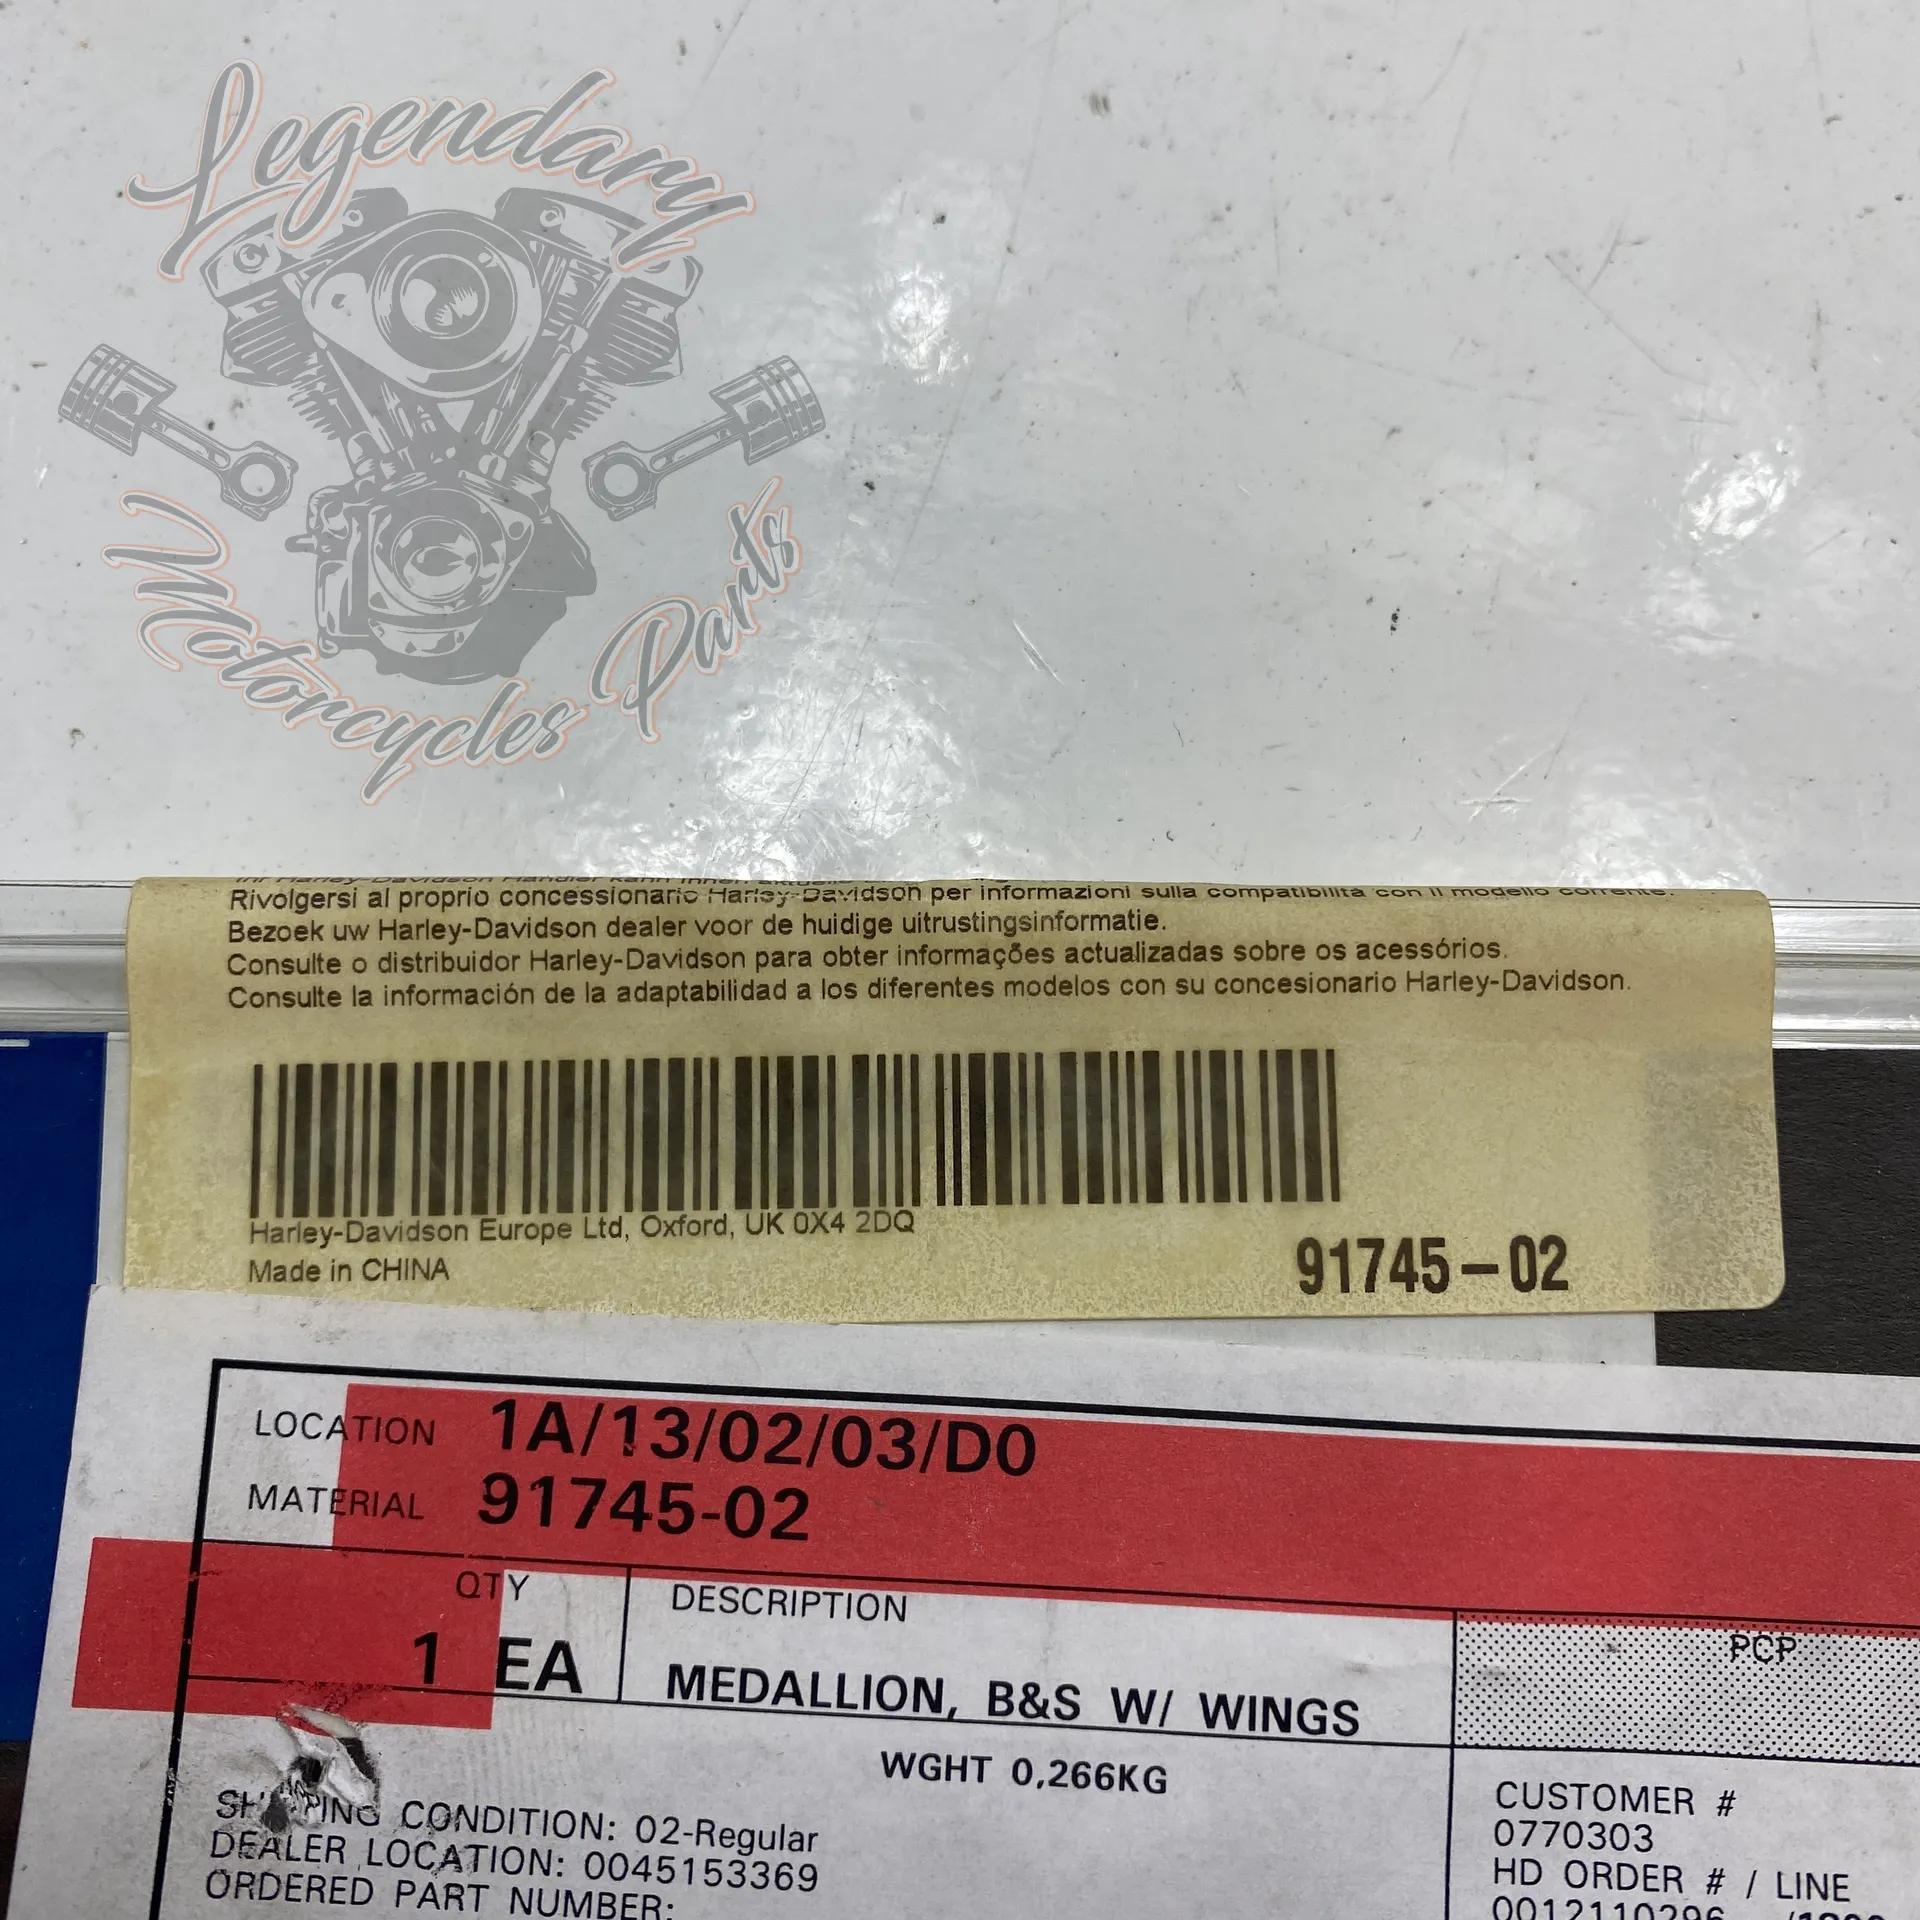 Legendary
Motorcycles Parts
Rivolgersi al proprio concessionario Harley-Davidson per informazioni sulla compatibilità con il modello corrente.
Bezoek uw Harley-Davidson dealer voor de huidige uitrustingsinformatie.
Consulte o distribuidor Harley-Davidson para obter informações actualizadas sobre os acessórios.
Consulte la información de la adaptabilidad a los diferentes modelos con su concesionario Harley-Davidson.
Harley-Davidson Europe Ltd, Oxford, UK 0X4 2DQ
Made in CHINA
91745-02
LOCATION 1A/13/02/03/D0
MATERIAL 91745-02
QTY
1 EA
DESCRIPTION
MEDALLION, B&S W/ WINGS
PCP
WGHT 0,266KG
SHIPPING CONDITION: 02-Regular
DEALER LOCATION: 0045153369
ORDERED PART NUMBER:
CUSTOMER #
0770303
HD ORDER # / LINE
0012110296